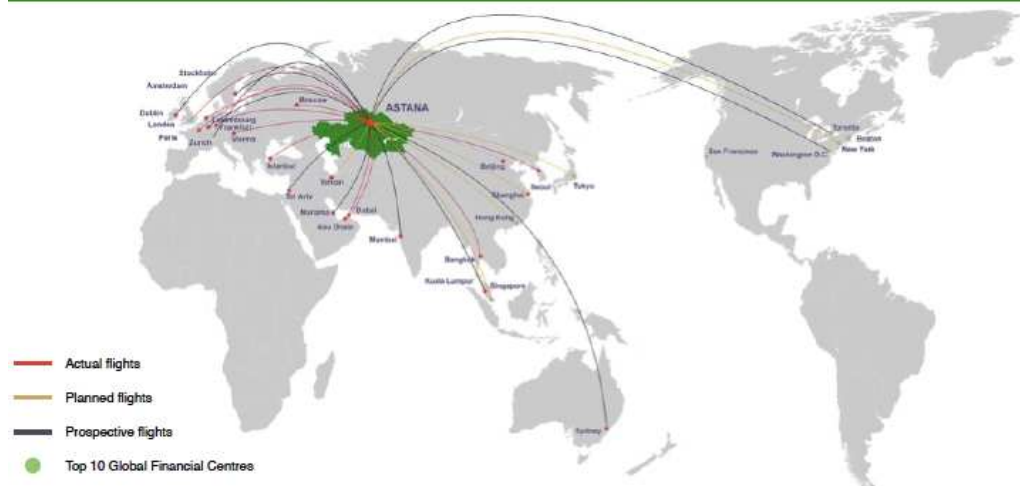 Stockholm
Amsterdam
Dublin
London
Paris
Zurich
Luxembourg
Frankfurt
Vienna
Moscow
ASTANA
Istanbul
Tehran
Tel Aviv
Manama
Dubai
Abu Dhabi
Mumbai
Beijing
Seoul
Tokyo
Shanghai
Hong Kong
Bangkok
Kuala Lumpur
Singapore
Sydney
San Francisco
Toronto
Boston
Washington D.C.
New York
Actual flights
Planned flights
Prospective flights
Top 10 Global Financial Centres